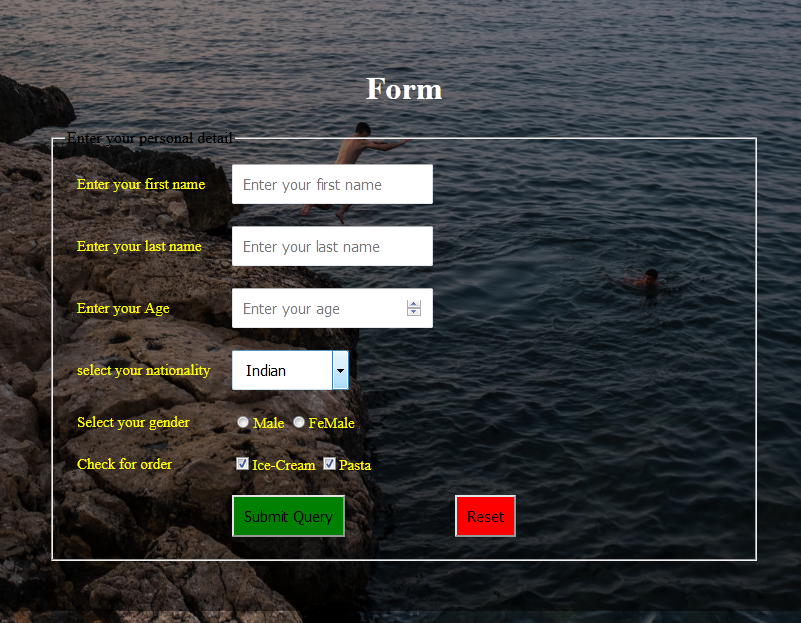 Form
Enter your personal detail
Enter your first name Enter your first name
Enter your last name Enter your last name
Enter your Age Enter your age
select your nationality Indian
Select your gender Male FeMale
Check for order Ice-Cream Pasta
Submit Query Reset